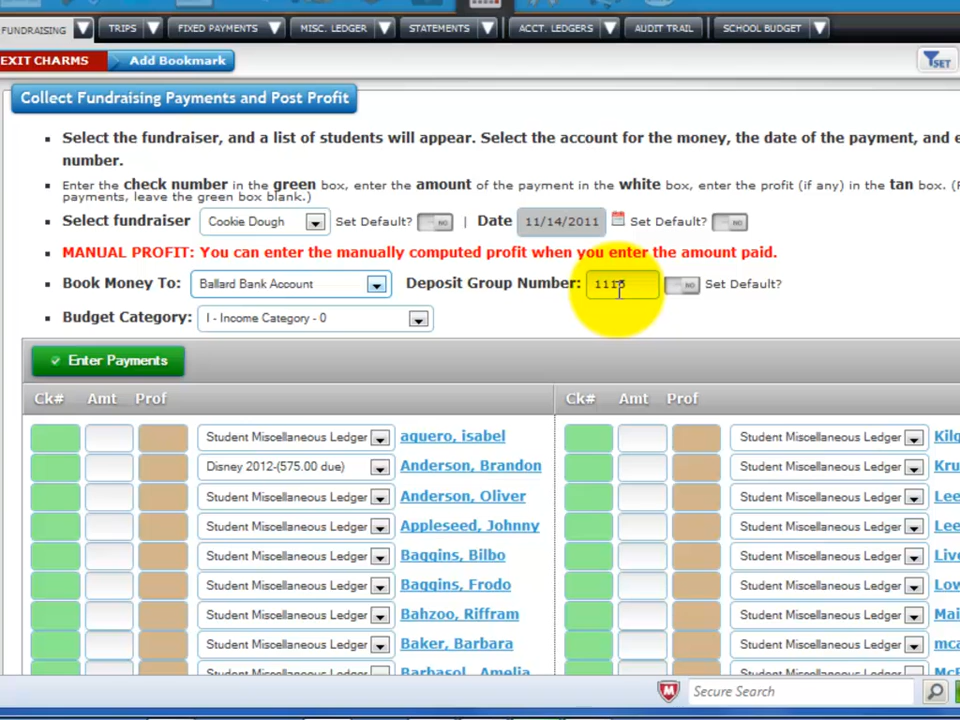 FUNDRAISING TRIPS FIXED PAYMENTS MISC. LEDGER STATEMENTS ACCT. LEDGERS AUDIT TRAIL SCHOOL BUDGET
EXIT CHARMS Add Bookmark SET
Collect Fundraising Payments and Post Profit
Select the fundraiser, and a list of students will appear. Select the account for the money, the date of the payment, and e
number.
Enter the check number in the green box, enter the amount of the payment in the white box, enter the profit (if any) in the tan box. (
payments, leave the green box blank.)
Select fundraiser Cookie Dough Set Default? NO | Date 11/14/2011 Set Default? NO
MANUAL PROFIT: You can enter the manually computed profit when you enter the amount paid.
Book Money To: Ballard Bank Account Deposit Group Number: NO Set Default?
Budget Category: I - Income Category - 0
Enter Payments
Ck# Amt Prof Ck# Amt Prof
Student Miscellaneous Ledger aguero, isabel Student Miscellaneous Ledger Kilg
Disney 2012-(575.00 due) Anderson, Brandon Student Miscellaneous Ledger Kru
Student Miscellaneous Ledger Anderson, Oliver Student Miscellaneous Ledger Lee
Student Miscellaneous Ledger Appleseed, Johnny Student Miscellaneous Ledger Lee
Student Miscellaneous Ledger Baggins, Bilbo Student Miscellaneous Ledger Live
Student Miscellaneous Ledger Baggins, Frodo Student Miscellaneous Ledger Low
Student Miscellaneous Ledger Bahzoo, Riffram Student Miscellaneous Ledger Mai
Student Miscellaneous Ledger Baker, Barbara Student Miscellaneous Ledger mca
Student Miscellaneous Ledger Barbasol, Amelia Student Miscellaneous Ledger McF
Secure Search